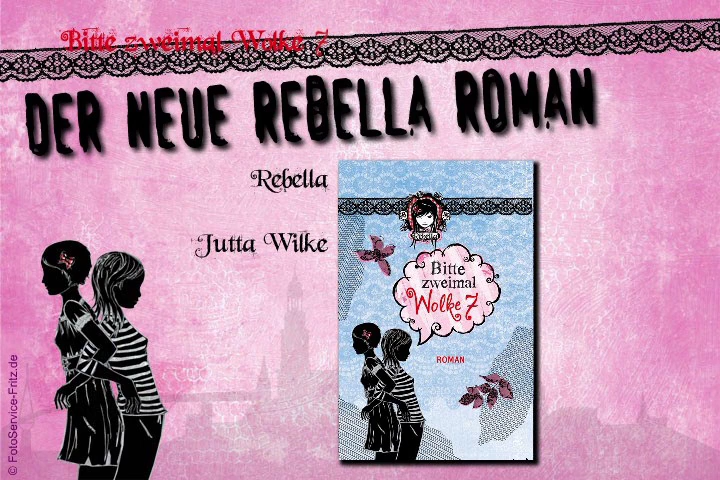 Bitte zweimal Wolke 7
DER NEUE REBELLA ROMAN
Rebella
Jutta Wilke
Bitte
zweimal
Wolke 7
ROMAN
© FotoService-Fritz.de